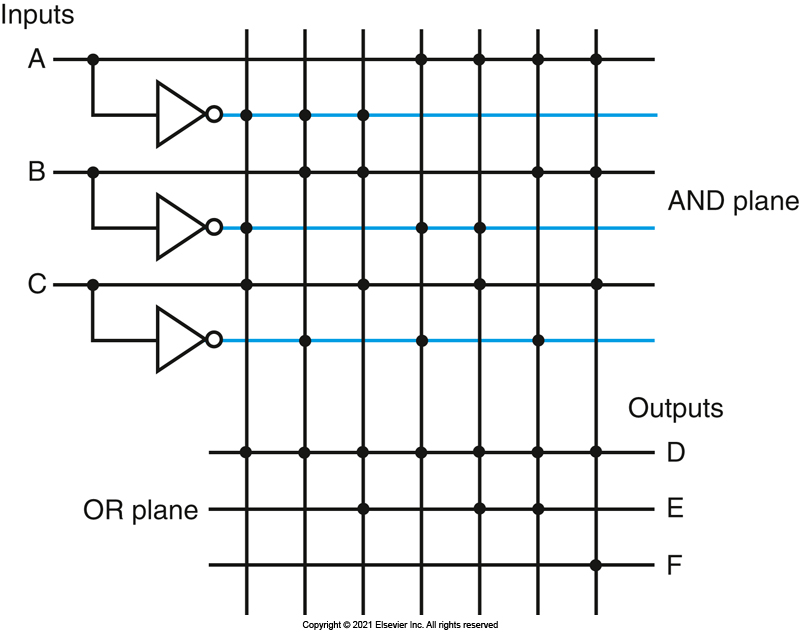 Inputs
A
B
AND plane
C
Outputs
D
OR plane
E
F
Copyright © 2021 Elsevier Inc. All rights reserved